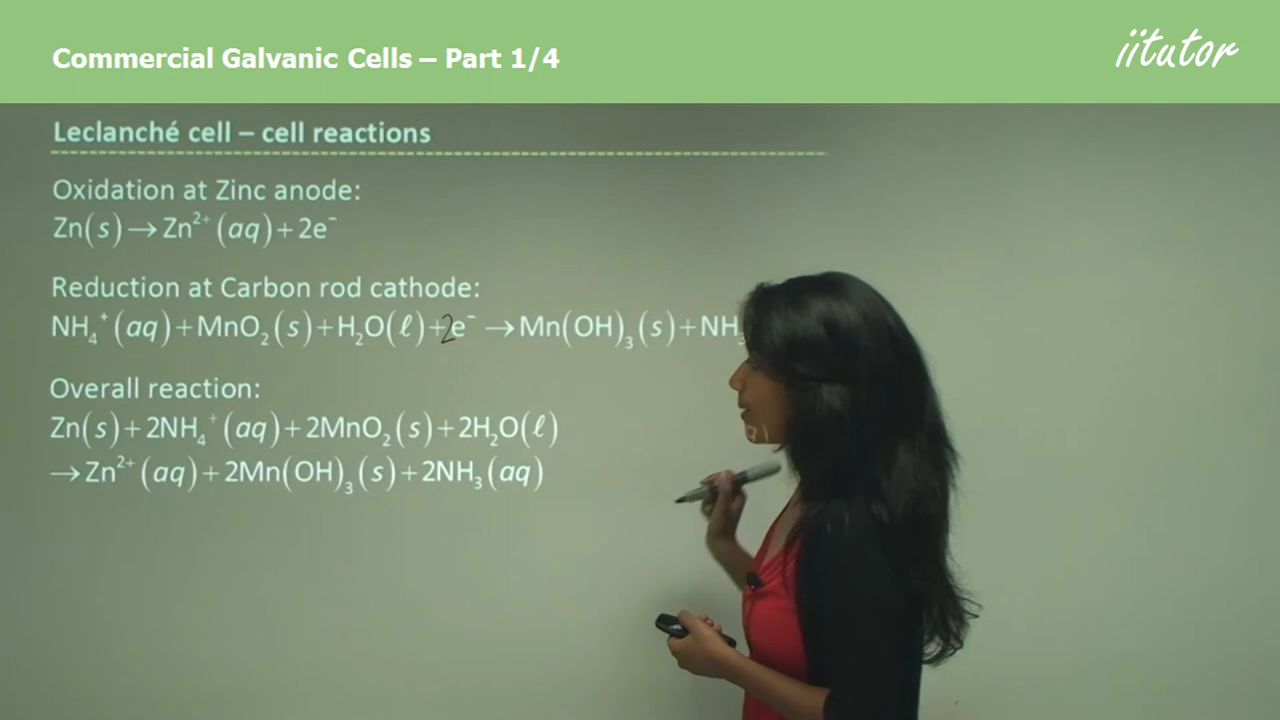 Commercial Galvanic Cells – Part 1/4
iitutor
Leclanché cell – cell reactions
Oxidation at Zinc anode:
Zn(s)→Zn²⁺(aq)+2e⁻
Reduction at Carbon rod cathode:
NH₄⁺(aq)+MnO₂(s)+H₂O(ℓ)+2e⁻→Mn(OH)₃(s)+NH
Overall reaction:
Zn(s)+2NH₄⁺(aq)+2MnO₂(s)+2H₂O(ℓ)
→Zn²⁺(aq)+2Mn(OH)₃(s)+2NH₃(aq)